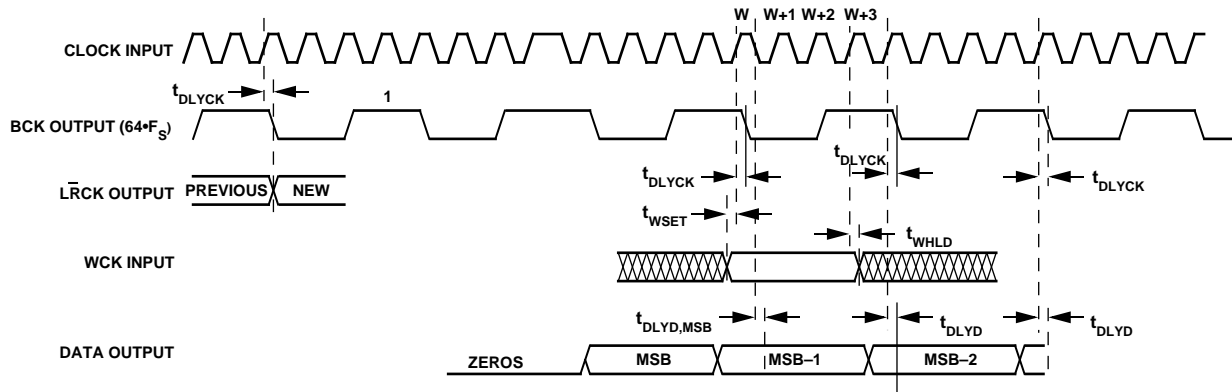 W W+1 W+2 W+3
CLOCK INPUT
tDLYCK
1
BCK OUTPUT (64•FS)
tDLYCK
tDLYCK
tDLYCK
LRCK OUTPUT
PREVIOUS NEW
tWSET
tWHLD
WCK INPUT
tDLYD,MSB
tDLYD
tDLYD
DATA OUTPUT
ZEROS MSB MSB–1 MSB–2